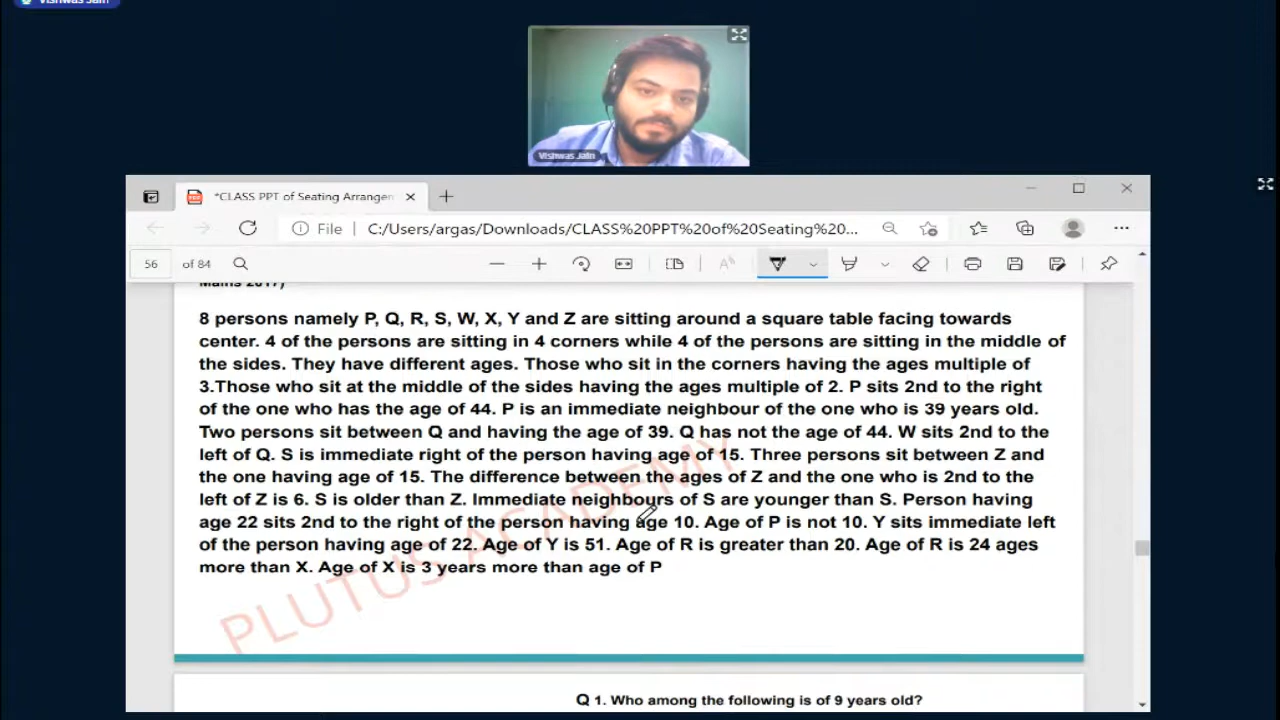 Vishwas Jain
Vishwas Jain
*CLASS PPT of Seating Arrangen
File
C:/Users/argas/Downloads/CLASS%20PPT%20of%20Seating%20...
56
of 84
Mains 2017)
8 persons namely P, Q, R, S, W, X, Y and Z are sitting around a square table facing towards
center. 4 of the persons are sitting in 4 corners while 4 of the persons are sitting in the middle of
the sides. They have different ages. Those who sit in the corners having the ages multiple of
3.Those who sit at the middle of the sides having the ages multiple of 2. P sits 2nd to the right
of the one who has the age of 44. P is an immediate neighbour of the one who is 39 years old.
Two persons sit between Q and having the age of 39. Q has not the age of 44. W sits 2nd to the
left of Q. S is immediate right of the person having age of 15. Three persons sit between Z and
the one having age of 15. The difference between the ages of Z and the one who is 2nd to the
left of Z is 6. S is older than Z. Immediate neighbours of S are younger than S. Person having
age 22 sits 2nd to the right of the person having age 10. Age of P is not 10. Y sits immediate left
of the person having age of 22. Age of Y is 51. Age of R is greater than 20. Age of R is 24 ages
more than X. Age of X is 3 years more than age of P
PLUTUS ACADEMY
Q 1. Who among the following is of 9 years old?